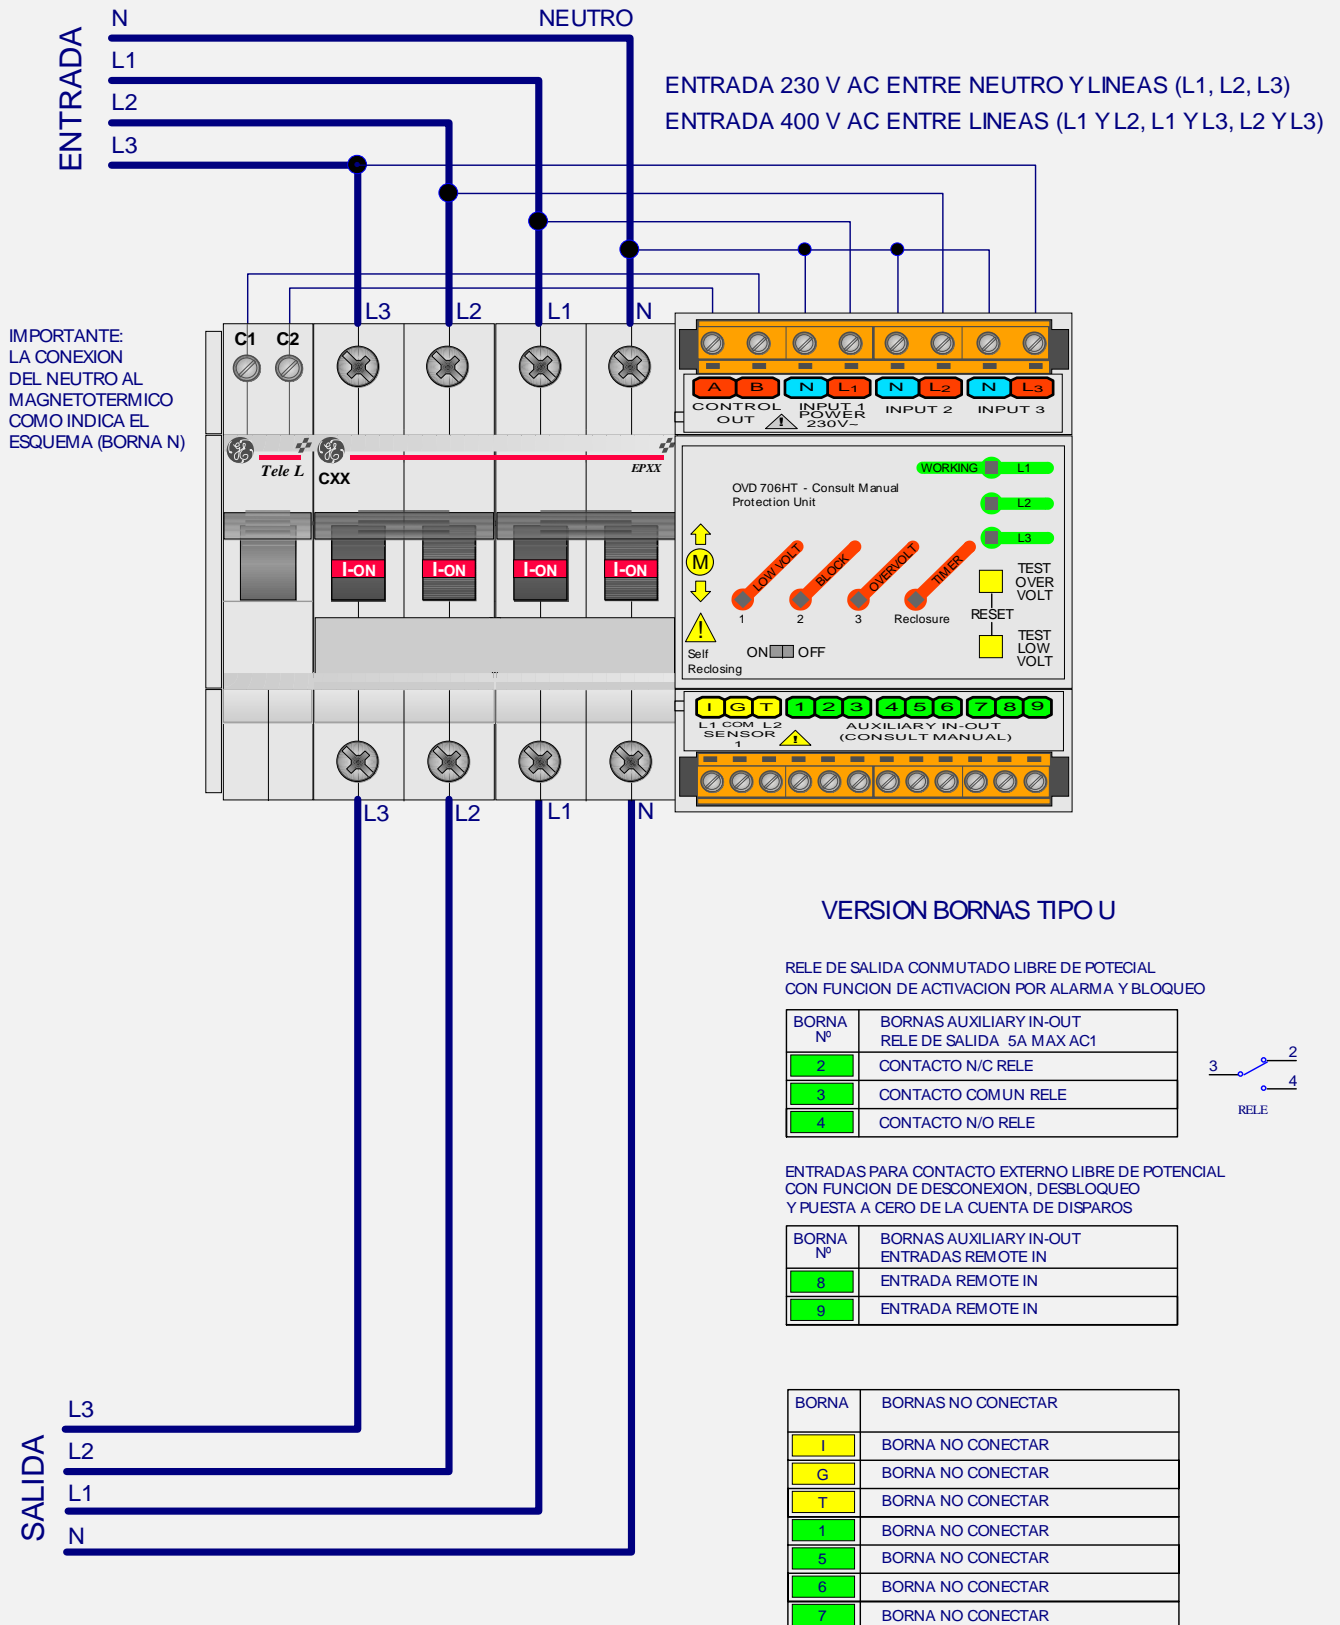 N
NEUTRO
L1
L2
L3
ENTRADA
ENTRADA 230 V AC ENTRE NEUTRO Y LINEAS (L1, L2, L3)
ENTRADA 400 V AC ENTRE LINEAS (L1 Y L2, L1 Y L3, L2 Y L3)
L3
L2
L1
N
IMPORTANTE:
LA CONEXION
DEL NEUTRO AL
MAGNETOTERMICO
COMO INDICA EL
ESQUEMA (BORNA N)
C1
C2
A
B
N
L1
N
L2
N
L3
CONTROL
OUT
INPUT 1
POWER
230V~
INPUT 2
INPUT 3
Tele L
CXX
EPXX
WORKING
L1
L2
L3
OVD 706HT - Consult Manual
Protection Unit
M
LOW VOLT
BLOCK
OVERVOLT
TIMER
1
2
3
Reclosure
TEST
OVER
VOLT
RESET
TEST
LOW
VOLT
I-ON
I-ON
I-ON
I-ON
!
Self
Reclosing
ON
OFF
I
G
T
1
2
3
4
5
6
7
8
9
L1 COM L2
SENSOR
1
AUXILIARY IN-OUT
(CONSULT MANUAL)
L3
L2
L1
N
VERSION BORNAS TIPO U
RELE DE SALIDA CONMUTADO LIBRE DE POTECIAL
CON FUNCION DE ACTIVACION POR ALARMA Y BLOQUEO
BORNA
Nº
BORNAS AUXILIARY IN-OUT
RELE DE SALIDA 5A MAX AC1
2 CONTACTO N/C RELE
3 CONTACTO COMUN RELE
4 CONTACTO N/O RELE
3
2
4
RELE
ENTRADAS PARA CONTACTO EXTERNO LIBRE DE POTENCIAL
CON FUNCION DE DESCONEXION, DESBLOQUEO
Y PUESTA A CERO DE LA CUENTA DE DISPAROS
BORNA
Nº
BORNAS AUXILIARY IN-OUT
ENTRADAS REMOTE IN
8 ENTRADA REMOTE IN
9 ENTRADA REMOTE IN
BORNA BORNAS NO CONECTAR
I BORNA NO CONECTAR
G BORNA NO CONECTAR
T BORNA NO CONECTAR
1 BORNA NO CONECTAR
5 BORNA NO CONECTAR
6 BORNA NO CONECTAR
7 BORNA NO CONECTAR
SALIDA
L3
L2
L1
N